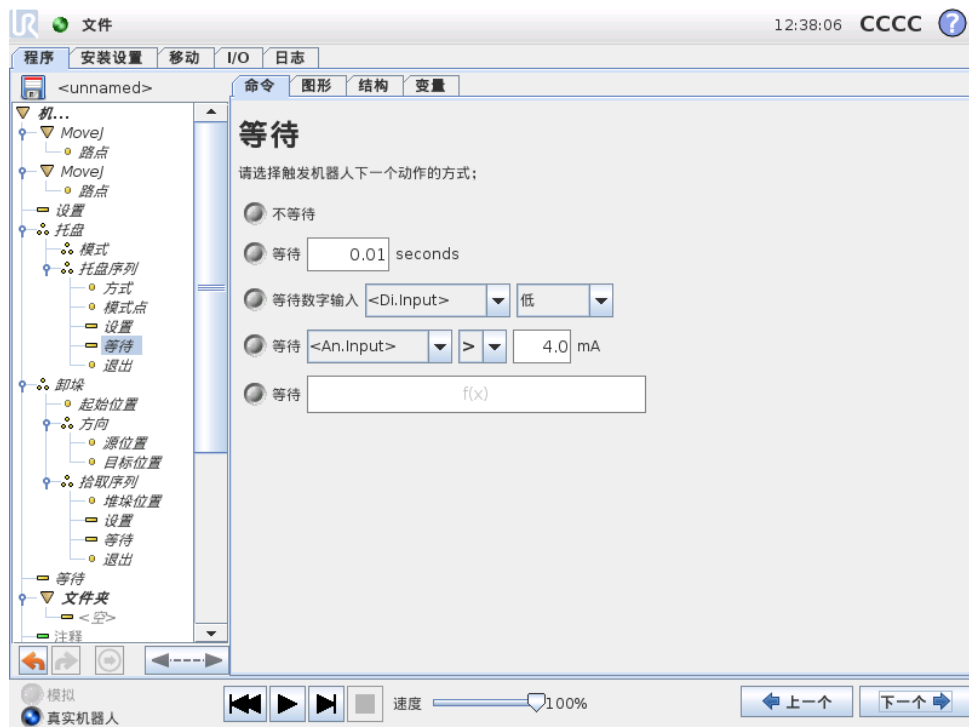 UR 文件 12:38:06 CCCC ?
程序 安装设置 移动 I/O 日志
<unnamed>
命令 图形 结构 变量
机...
MoveJ
路点
MoveJ
路点
设置
托盘
模式
托盘序列
方式
模式点
设置
等待
退出
卸垛
起始位置
方向
源位置
目标位置
拾取序列
堆垛位置
设置
等待
退出
等待
文件夹
<空>
注释
等待
请选择触发机器人下一个动作的方式;
不等待
等待 0.01 seconds
等待数字输入 <Di.Input> 低
等待 <An.Input> > 4.0 mA
等待 f(x)
模拟
真实机器人
速度 100%
上一个 下一个